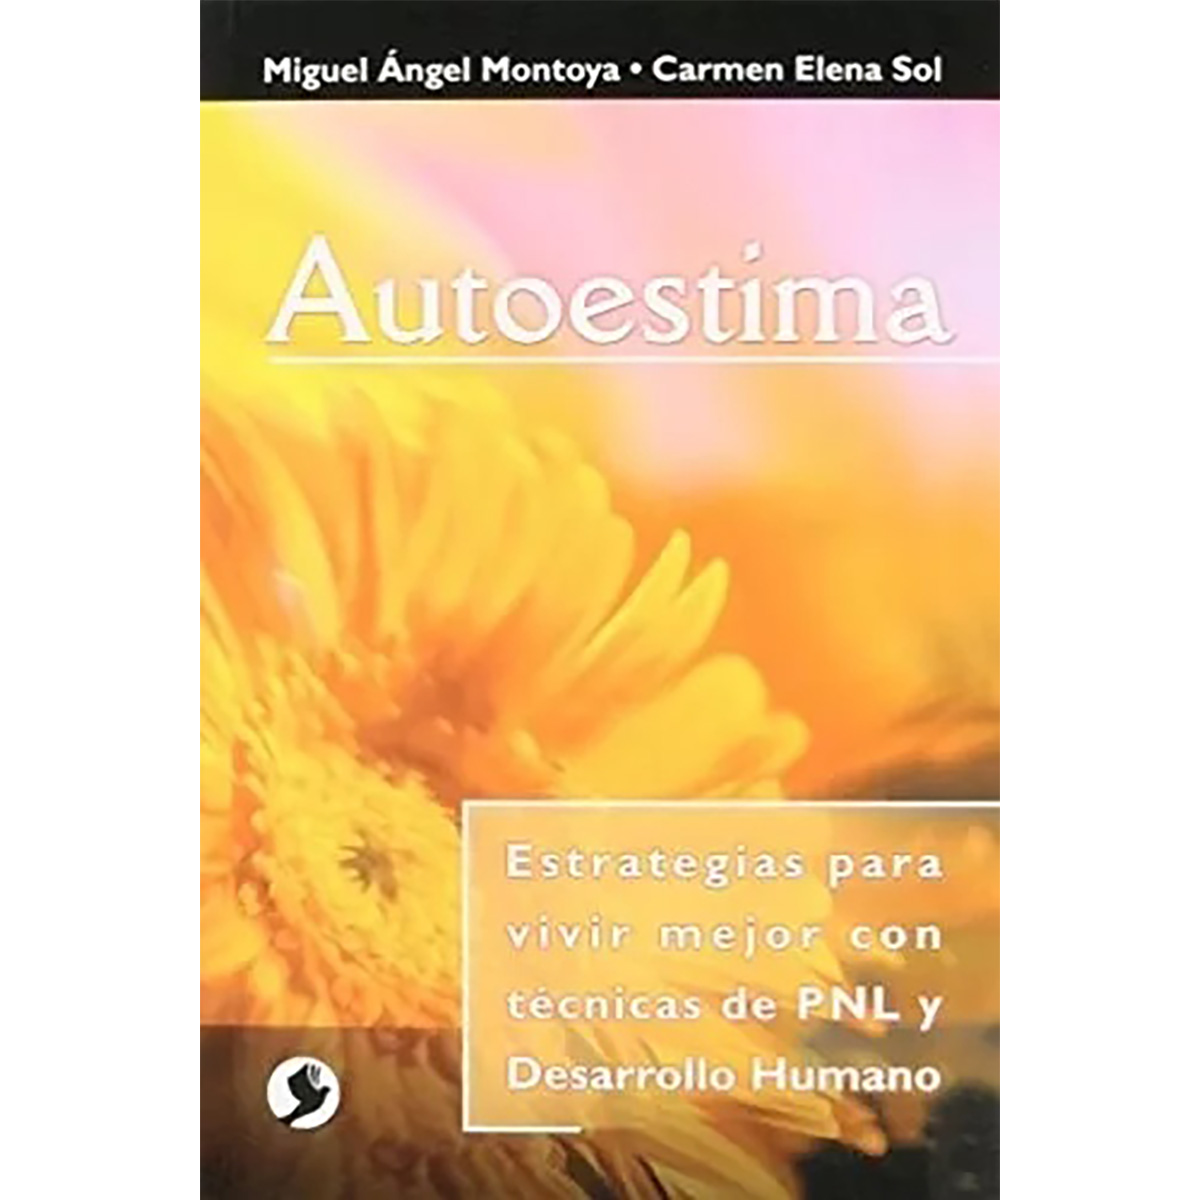 Miguel Ángel Montoya • Carmen Elena Sol
Autoestima
Estrategias para
vivir mejor con
técnicas de PNL y
Desarrollo Humano